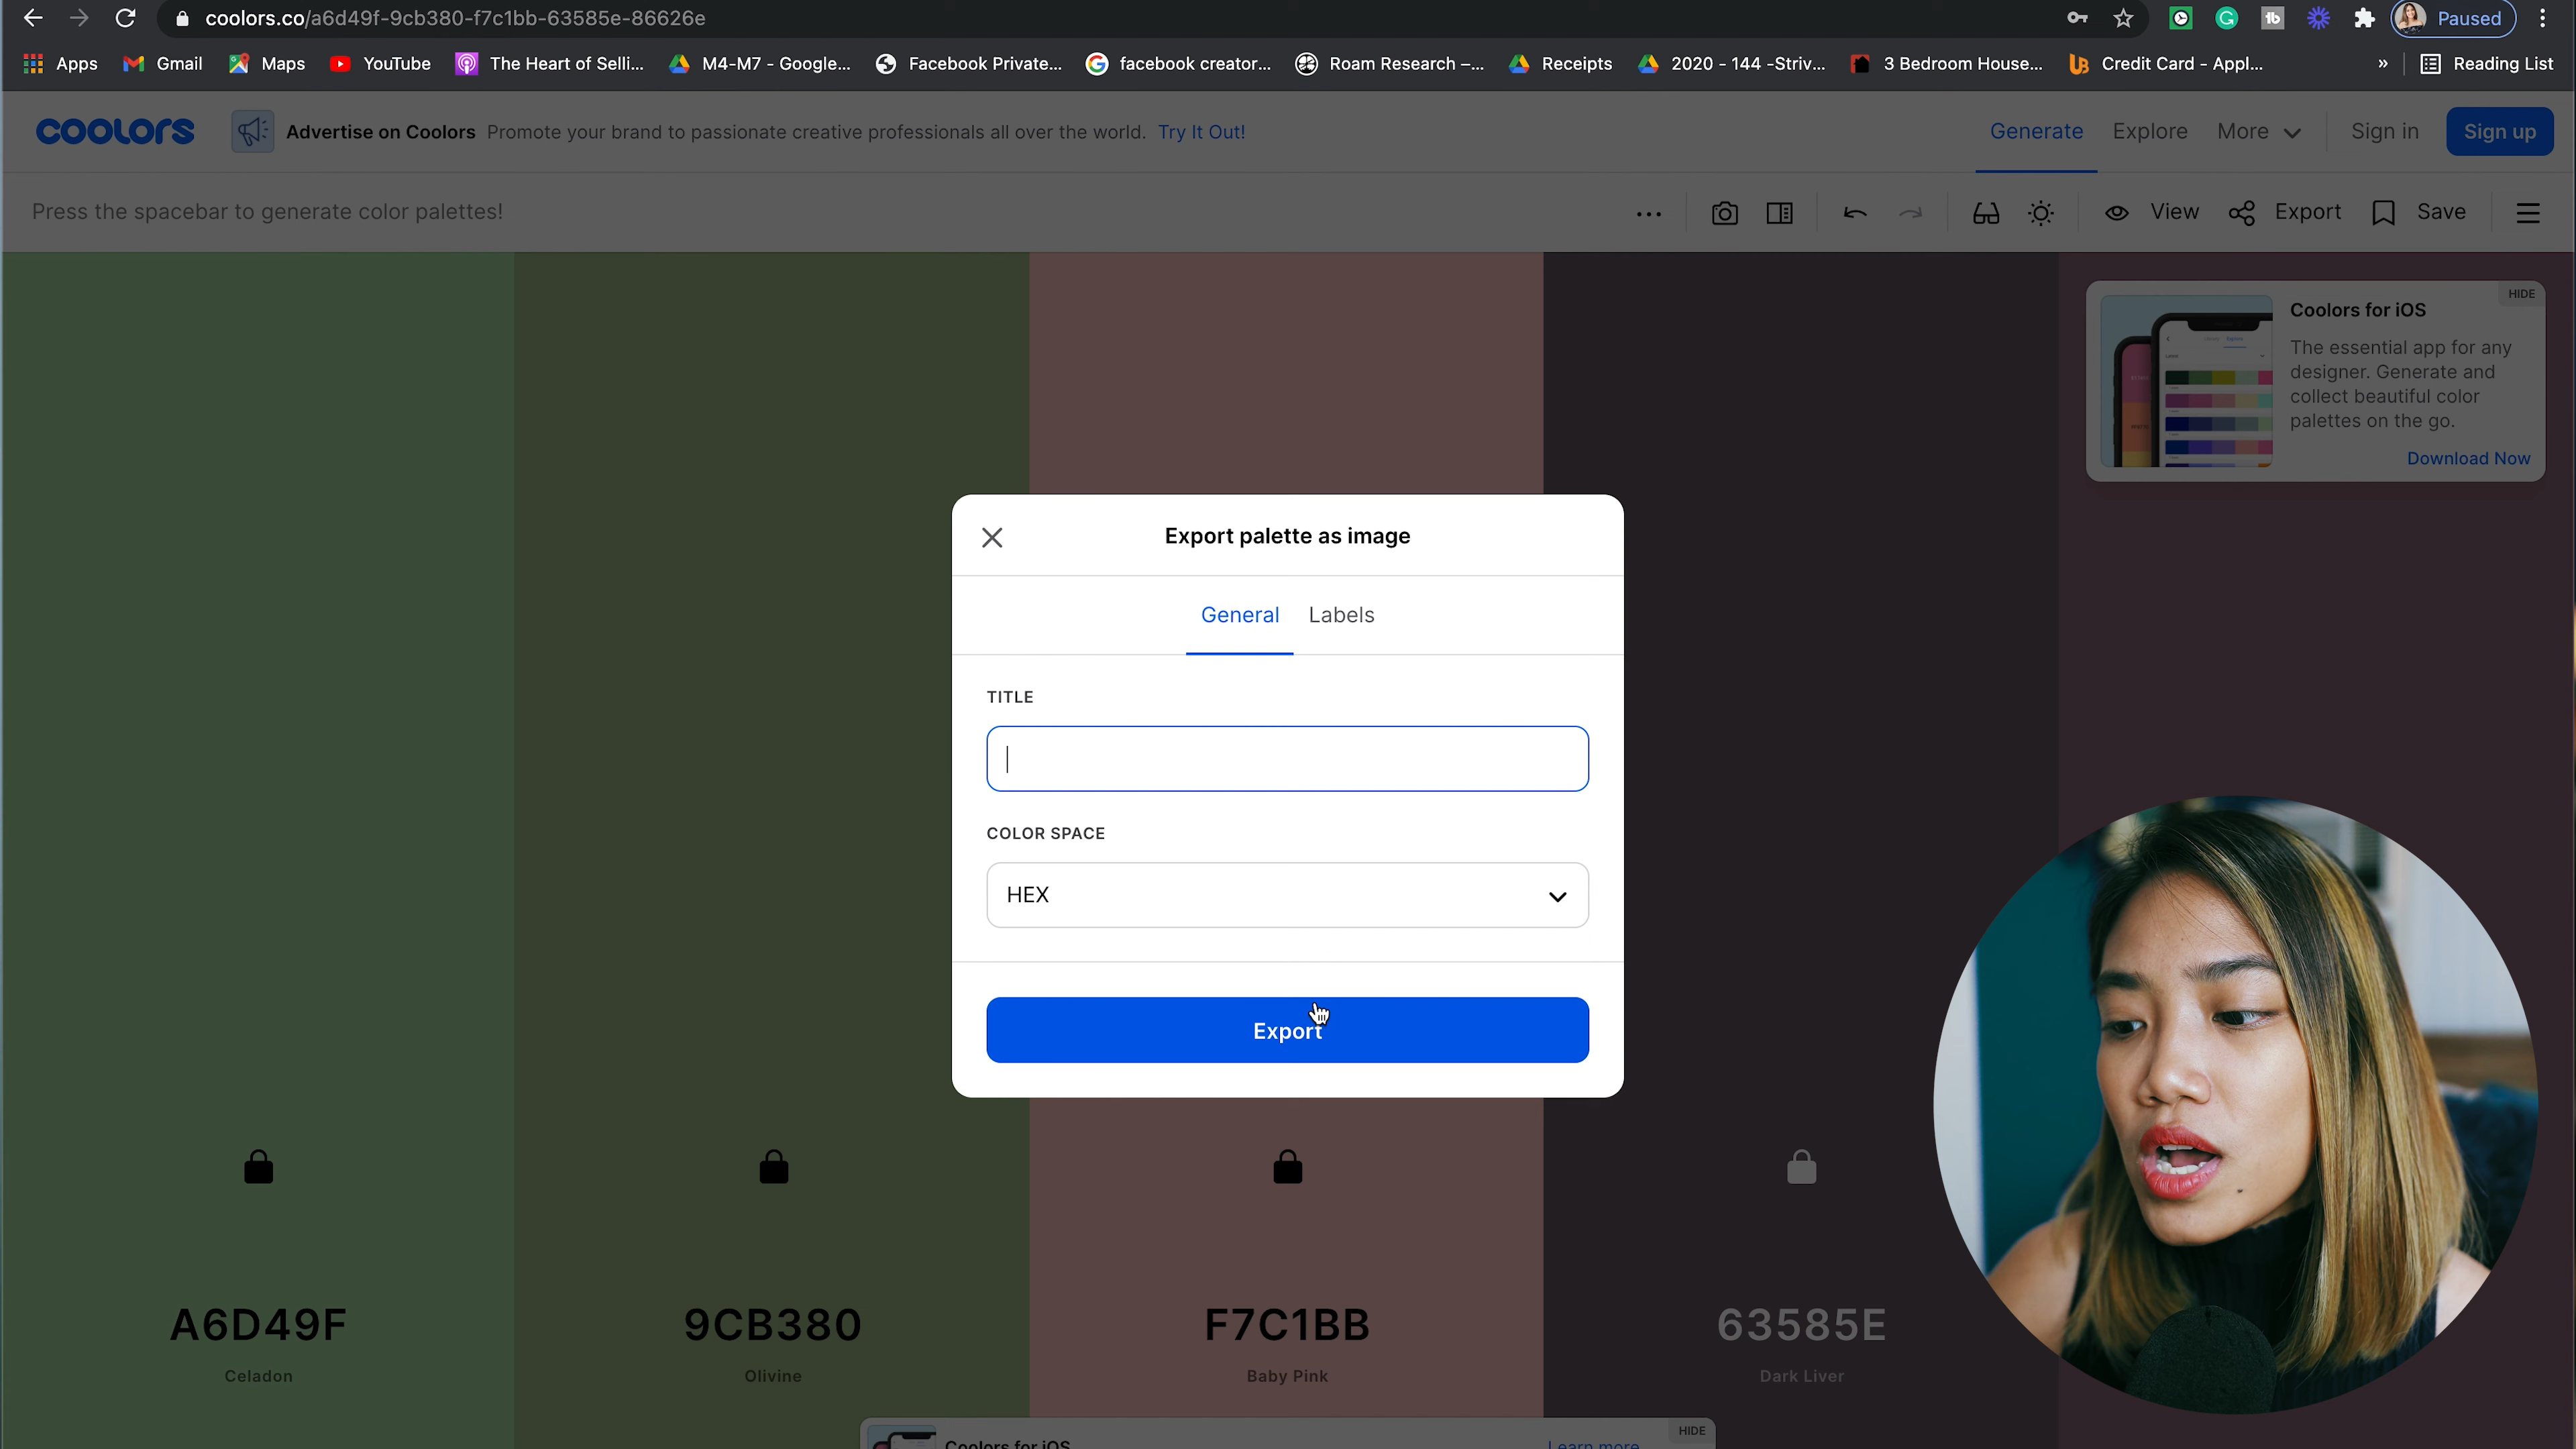 coolors.co/a6d49f-9cb380-f7c1bb-63585e-86626e
Paused
Apps
Gmail
Maps
YouTube
The Heart of Selli...
M4-M7 - Google...
Facebook Private...
facebook creator...
Roam Research –...
Receipts
2020 - 144 -Striv...
3 Bedroom House...
Credit Card - Appl...
»
Reading List
coolors
Advertise on Coolors Promote your brand to passionate creative professionals all over the world. Try It Out!
Generate
Explore
More
Sign in
Sign up
Press the spacebar to generate color palettes!
View
Export
Save
HIDE
Coolors for iOS
The essential app for any
designer. Generate and
collect beautiful color
palettes on the go.
Download Now
Export palette as image
General
Labels
TITLE
COLOR SPACE
HEX
Export
A6D49F
Celadon
9CB380
Olivine
F7C1BB
Baby Pink
63585E
Dark Liver
Coolors for iOS
Learn more
HIDE